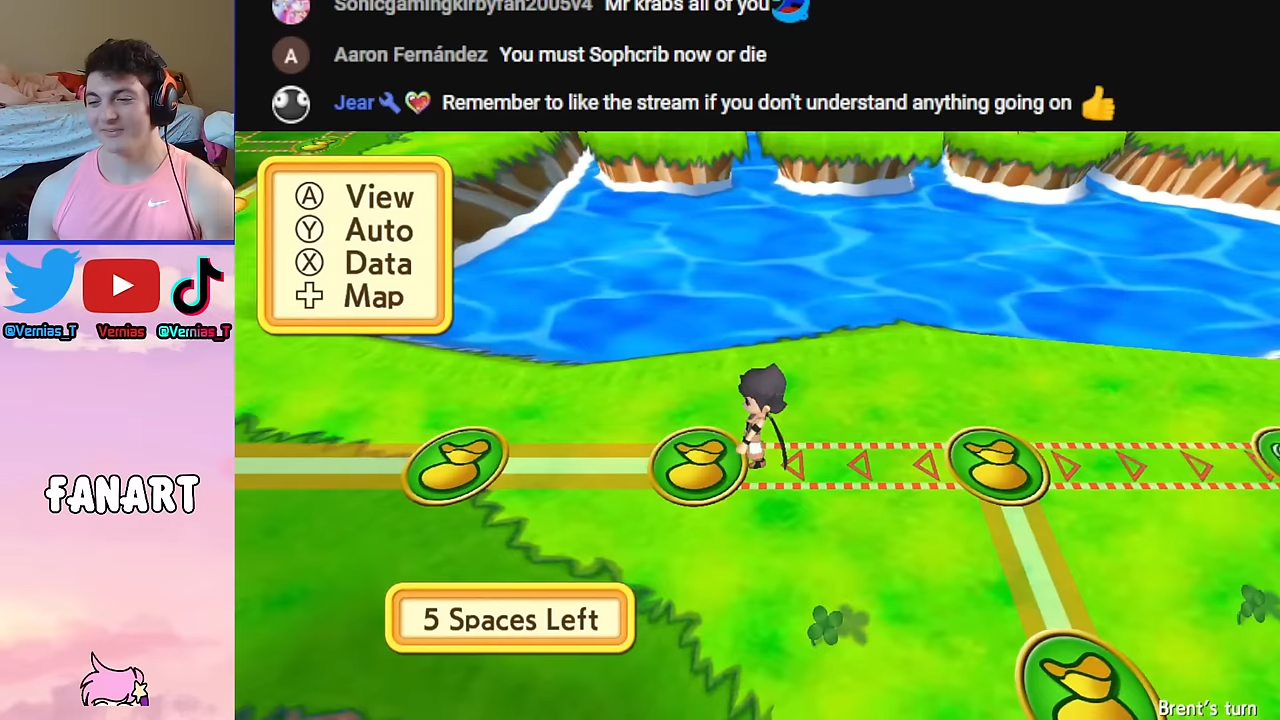 Sonicgamingkirbyfan2005v4 Mr krabs all of you
A Aaron Fernández You must Sophcrib now or die
Jear Remember to like the stream if you don't understand anything going on
A View
Y Auto
X Data
Map
@Vernias_T Vernias @Vernias_T
FANART
5 Spaces Left
Brent's turn